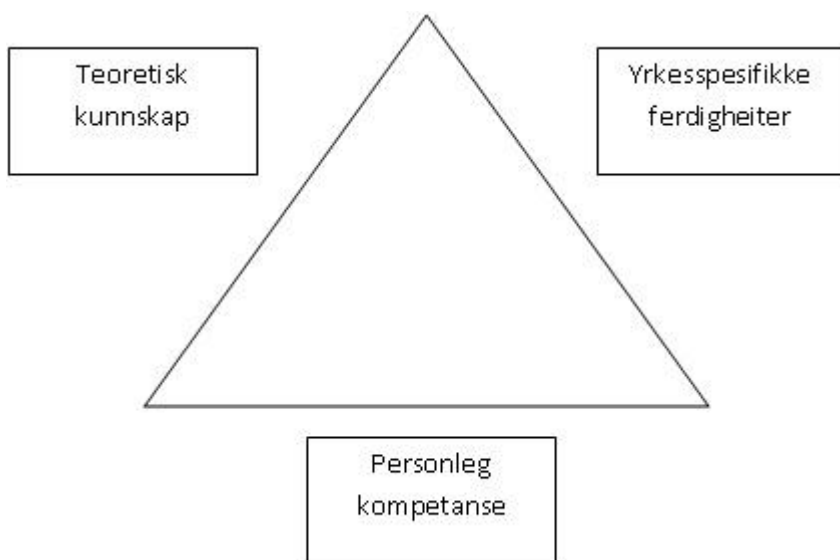 Teoretisk
kunnskap
Yrkesspesifikke
ferdigheiter
Personleg
kompetanse